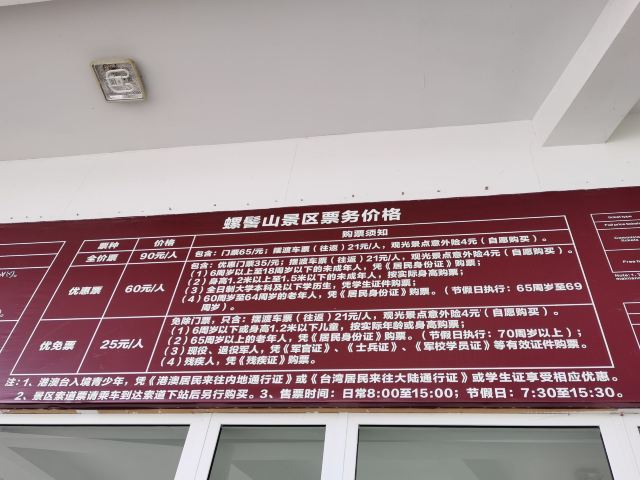 螺髻山景区票务价格
票种 价格 购票须知
全价票 90元/人 包含：门票65/元；摆渡车票（往返）21元/人，观光景点意外险4元（自愿购买）。
优惠票 60元/人 包含：优惠门票35/元；摆渡车票（往返）21元/人，观光景点意外险4元（自愿购买）。
（1）6周岁以上至18周岁以下的未成年人，凭《居民身份证》购票；
（2）身高1.2米以上至1.5米以下的未成年人，按实际身高购票；
（3）全日制大学本科及以下学历生，凭学生证件购票；
（4）60周岁至64周岁的老年人，凭《居民身份证》购票。（节假日执行：65周岁至69
周岁）。
优免票 25元/人 免除门票，只含：摆渡车票（往返）21元/人，观光景点意外险4元（自愿购买）。
（1）6周岁以下或身高1.2米以下儿童，按实际年龄或身高购票；
（2）65周岁以上的老年人，凭《居民身份证》购票。（节假日执行：70周岁以上）；
（3）现役、退役军人，凭《军官证》、《士兵证》、《军校学员证》等有效证件购票。
（4）残疾人，凭《残疾证》购票。
注：1、港澳台入境青少年，凭《港澳居民来往内地通行证》或《台湾居民来往大陆通行证》或学生证享受相应优惠。
2、景区索道票请乘车到达索道下站后另行购买。3、售票时间：日常8:00至15:00；节假日：7:30至15:30。